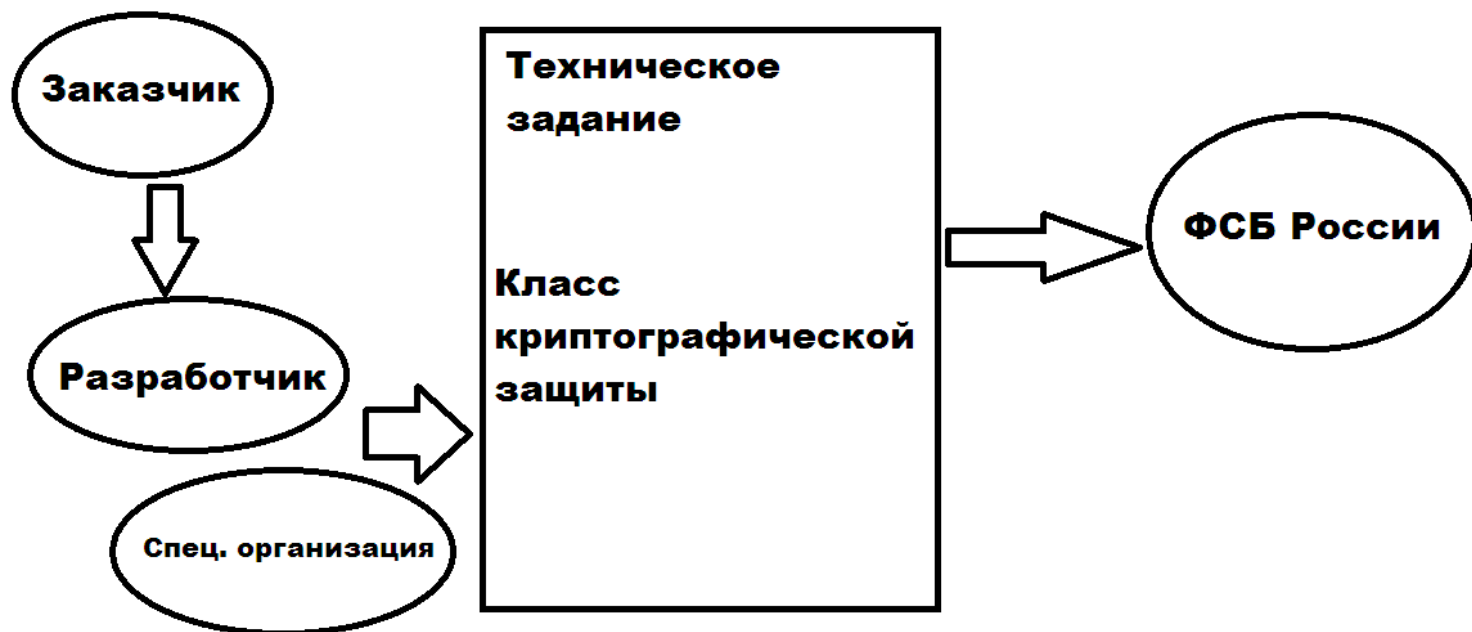 Заказчик
Разработчик
Спец. организация
Техническое
задание
Класс
криптографической
защиты
ФСБ России